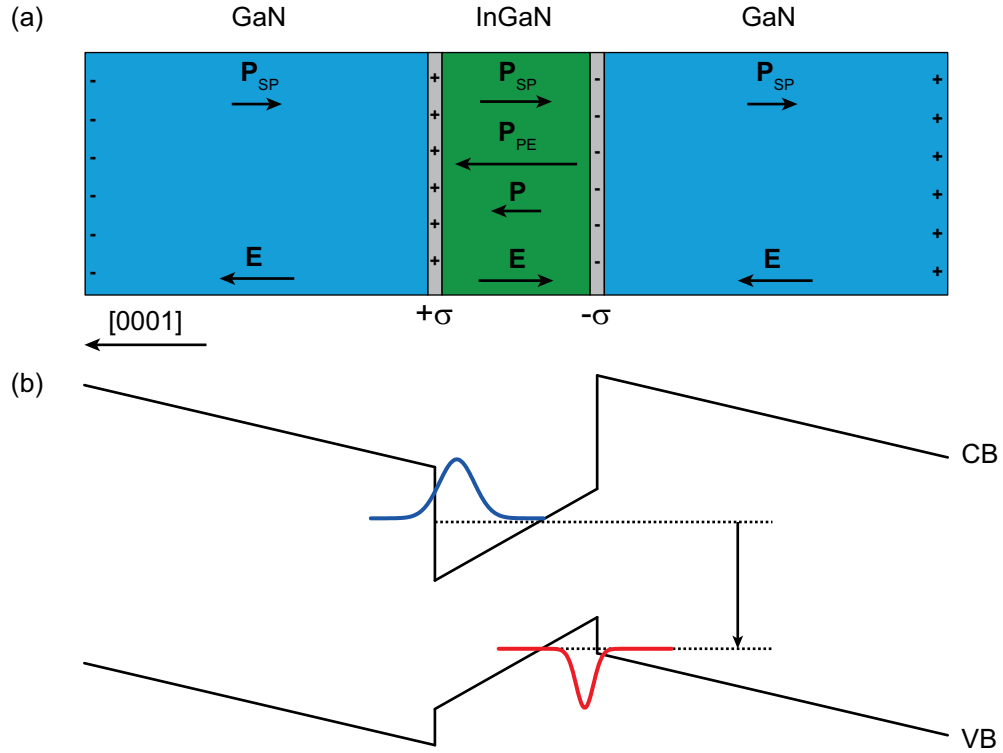 (a) GaN InGaN GaN
P_SP P_SP P_SP
P_PE
P
E E E
- - - - - -
+ + + + + +
- - - - - -
+ + + + + +
+σ -σ
[0001]
(b)
CB
VB